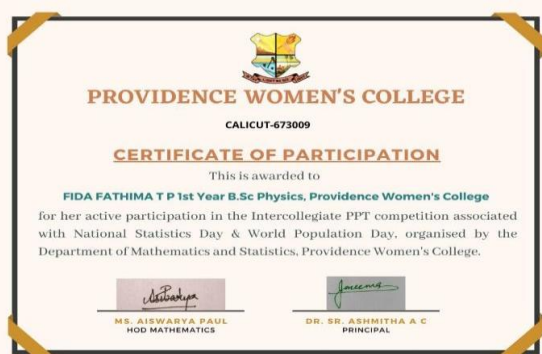 PROVIDENCE WOMEN'S COLLEGE
CALICUT-673009
CERTIFICATE OF PARTICIPATION
This is awarded to
FIDA FATHIMA T P 1st Year B.Sc Physics, Providence Women's College
for her active participation in the Intercollegiate PPT competition associated
with National Statistics Day & World Population Day, organised by the
Department of Mathematics and Statistics, Providence Women's College.
MS. AISWARYA PAUL
HOD MATHEMATICS
DR. SR. ASHMITHA A C
PRINCIPAL